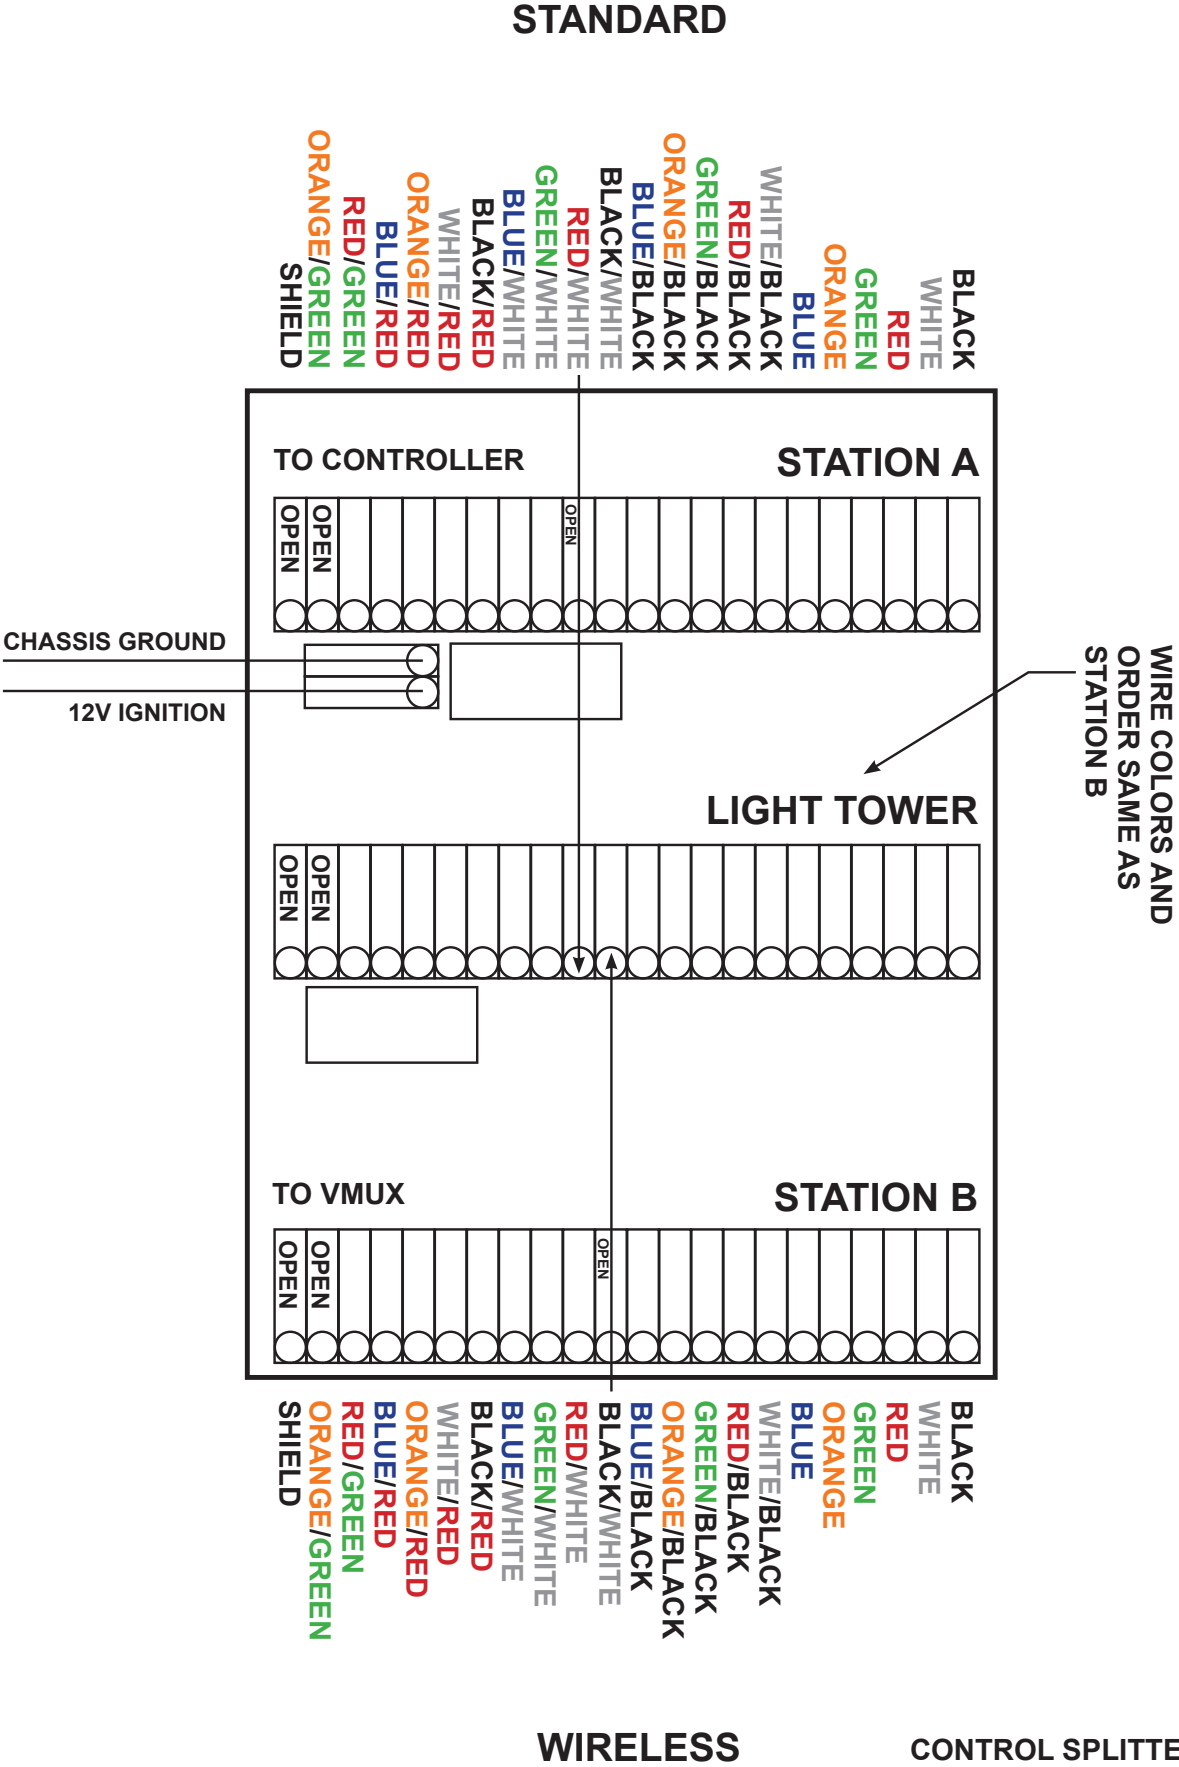 STANDARD
SHIELD
ORANGE/GREEN
RED/GREEN
BLUE/RED
ORANGE/RED
WHITE/RED
BLACK/RED
BLUE/WHITE
GREEN/WHITE
RED/WHITE
BLACK/WHITE
BLUE/BLACK
ORANGE/BLACK
GREEN/BLACK
RED/BLACK
WHITE/BLACK
BLUE
ORANGE
GREEN
RED
WHITE
BLACK
TO CONTROLLER
STATION A
OPEN
OPEN
OPEN
CHASSIS GROUND
12V IGNITION
WIRE COLORS AND
ORDER SAME AS
STATION B
LIGHT TOWER
OPEN
OPEN
TO VMUX
STATION B
OPEN
OPEN
OPEN
SHIELD
ORANGE/GREEN
RED/GREEN
BLUE/RED
ORANGE/RED
WHITE/RED
BLACK/RED
BLUE/WHITE
GREEN/WHITE
RED/WHITE
BLACK/WHITE
BLUE/BLACK
ORANGE/BLACK
GREEN/BLACK
RED/BLACK
WHITE/BLACK
BLUE
ORANGE
GREEN
RED
WHITE
BLACK
WIRELESS
CONTROL SPLITTE